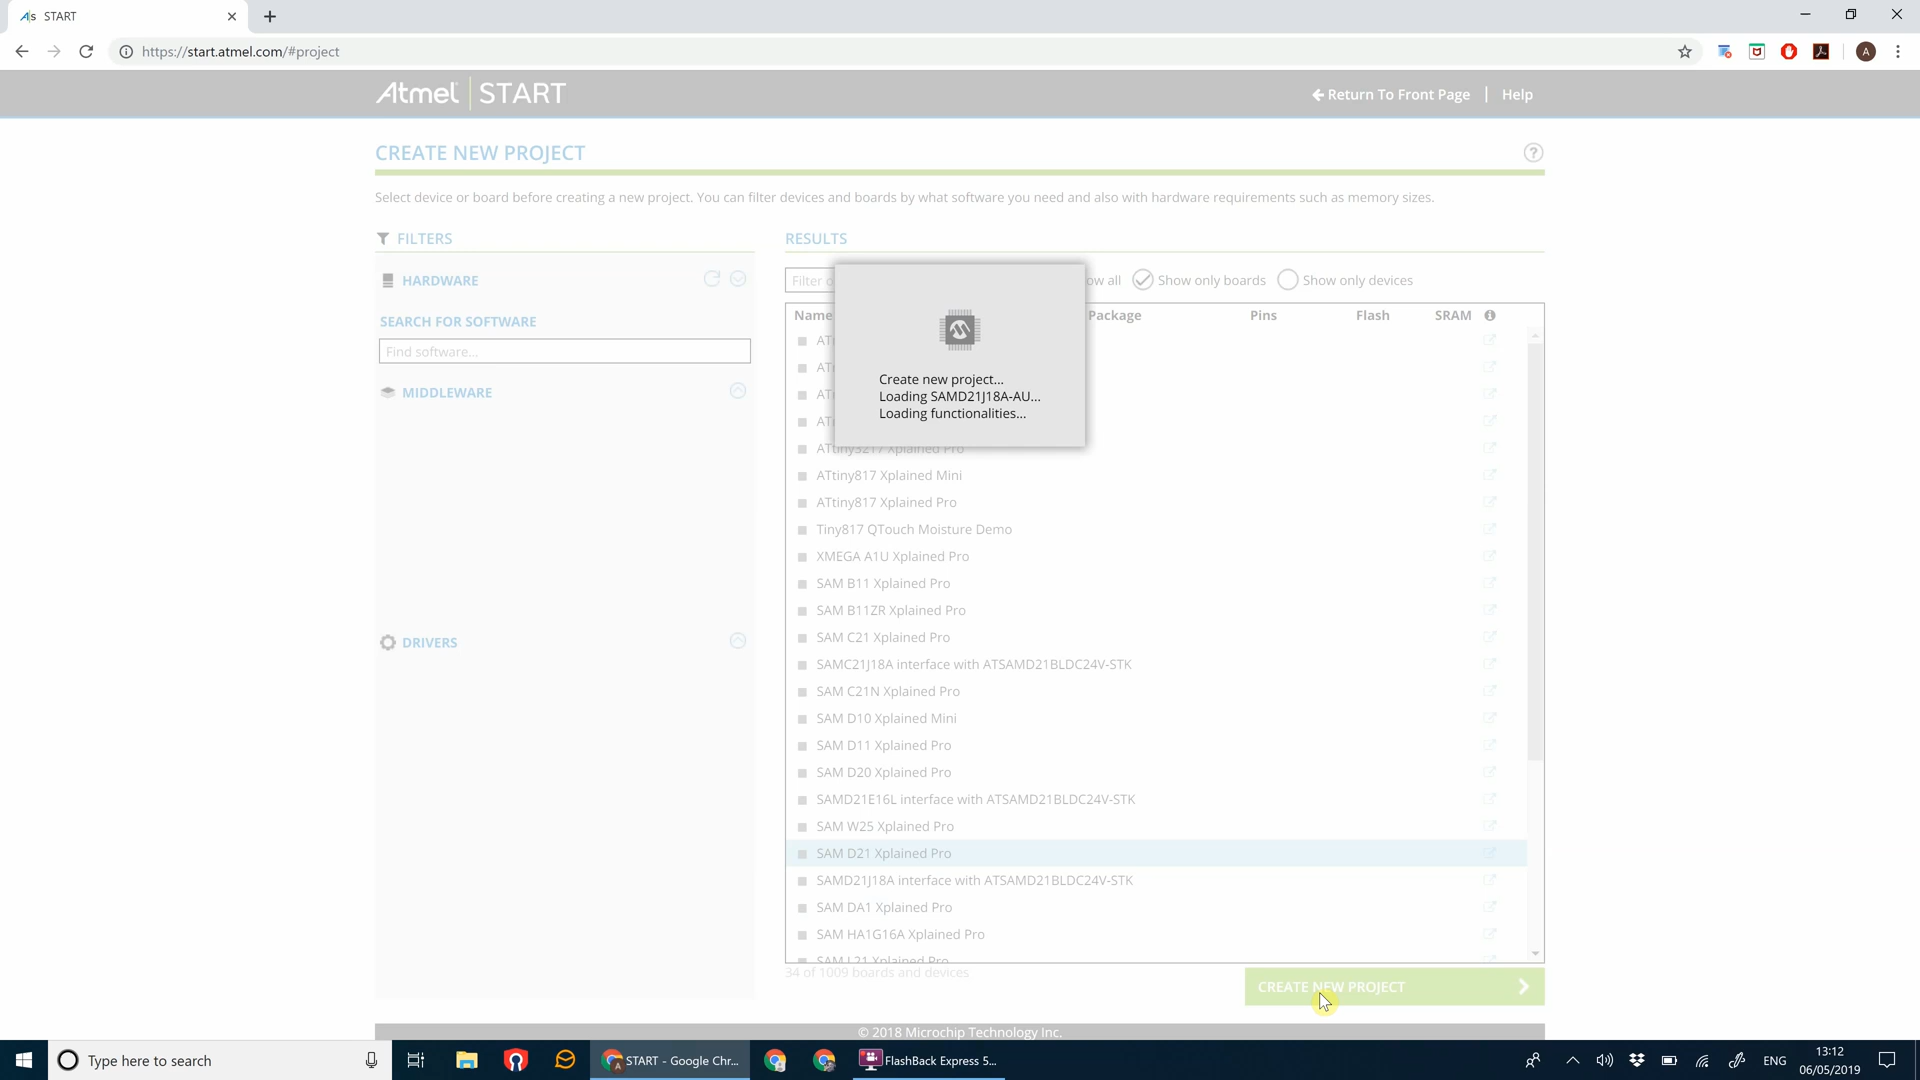 START
https://start.atmel.com/#project
A
Atmel START
Return To Front Page | Help
CREATE NEW PROJECT
Select device or board before creating a new project. You can filter devices and boards by what software you need and also with hardware requirements such as memory sizes.
FILTERS
RESULTS
HARDWARE
Filter
Show only boards
Show only devices
SEARCH FOR SOFTWARE
Find software...
MIDDLEWARE
DRIVERS
Name
Package
Pins
Flash
SRAM
Create new project...
Loading SAMD21J18A-AU...
Loading functionalities...
ATtiny3217 Xplained Pro
ATtiny817 Xplained Mini
ATtiny817 Xplained Pro
Tiny817 QTouch Moisture Demo
XMEGA A1U Xplained Pro
SAM B11 Xplained Pro
SAM B11ZR Xplained Pro
SAM C21 Xplained Pro
SAMC21J18A interface with ATSAMD21BLDC24V-STK
SAM C21N Xplained Pro
SAM D10 Xplained Mini
SAM D11 Xplained Pro
SAM D20 Xplained Pro
SAMD21E16L interface with ATSAMD21BLDC24V-STK
SAM W25 Xplained Pro
SAM D21 Xplained Pro
SAMD21J18A interface with ATSAMD21BLDC24V-STK
SAM DA1 Xplained Pro
SAM HA1G16A Xplained Pro
SAM L21 Xplained Pro
34 of 1009 boards and devices
CREATE NEW PROJECT
© 2018 Microchip Technology Inc.
Type here to search
START - Google Chr...
FlashBack Express 5...
ENG
13:12
06/05/2019